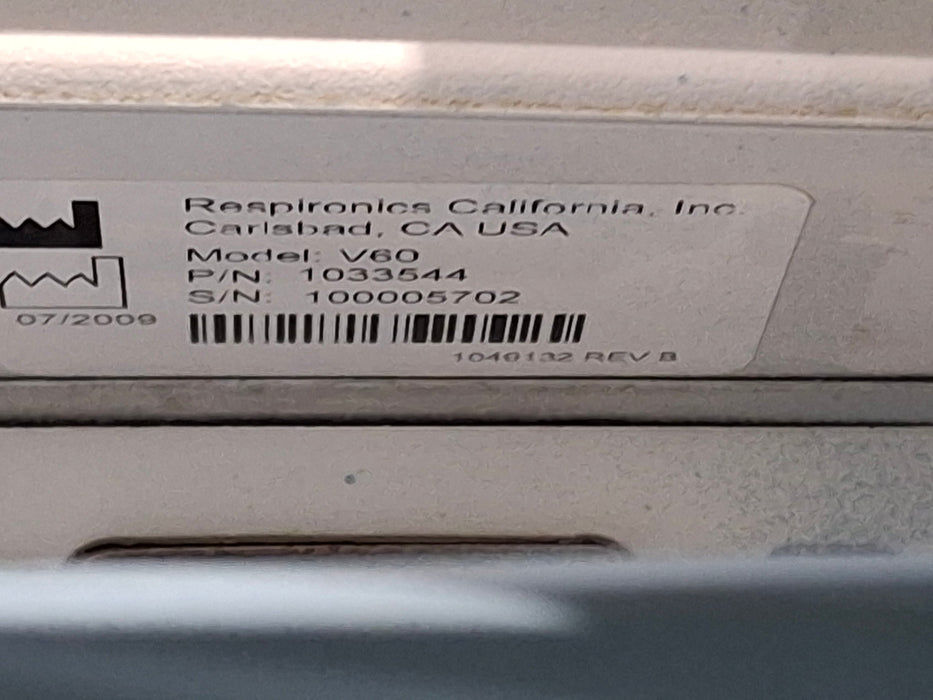 Respironics California, Inc.
Carlsbad, CA USA
Model: V60
P/N: 1033544
S/N: 100005702
07/2009
1040132 REV B